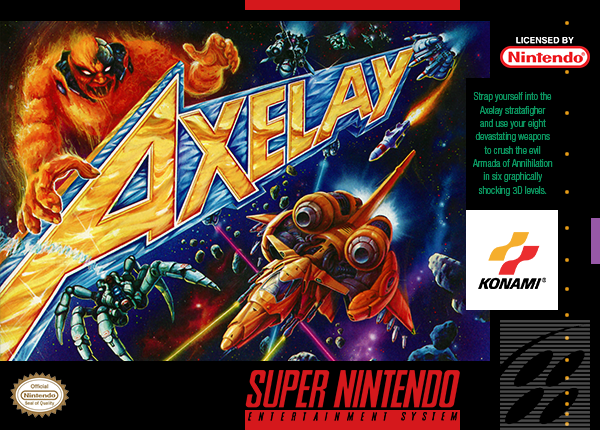 AXELAY
LICENSED BY
Nintendo®
Strap yourself into the
Axelay stratafigher
and use your eight
devastating weapons
to crush the evil
Armada of Annihilation
in six graphically
shocking 3D levels.
KONAMI®
Official
Nintendo
Seal of Quality
SUPER NINTENDO
ENTERTAINMENT SYSTEM